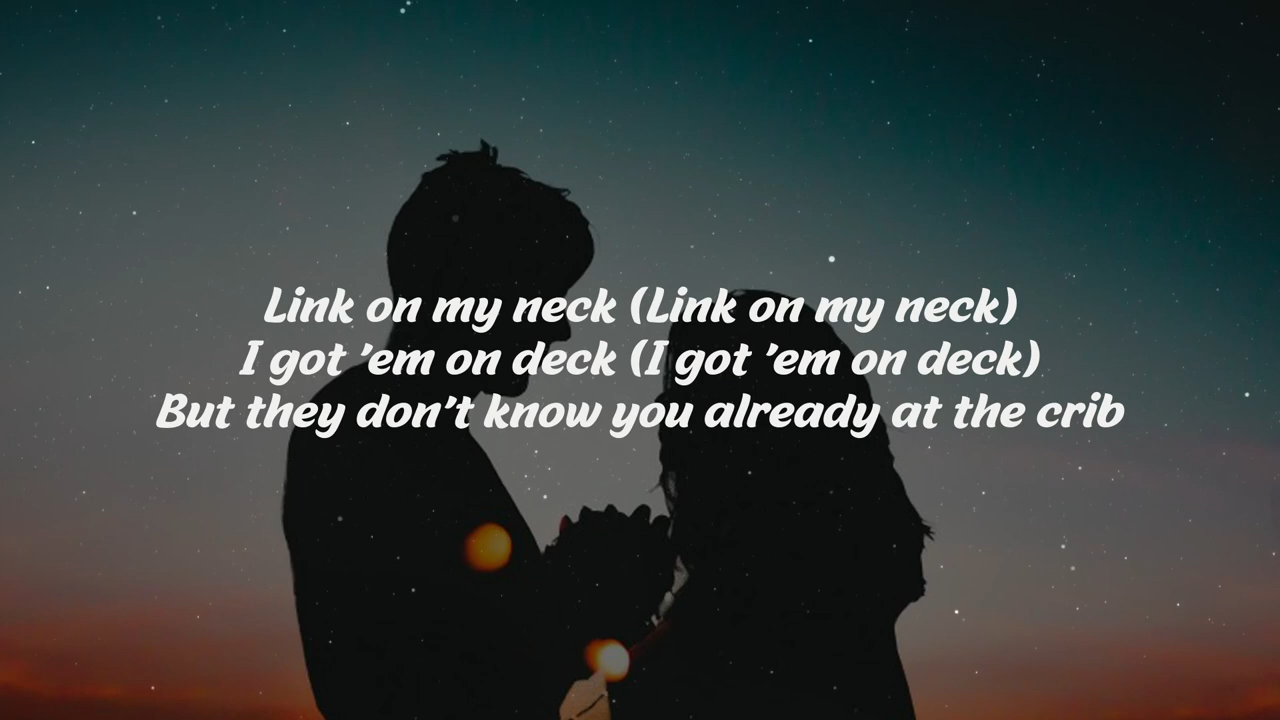 Link on my neck (Link on my neck)
I got ’em on deck (I got ’em on deck)
But they don’t know you already at the crib